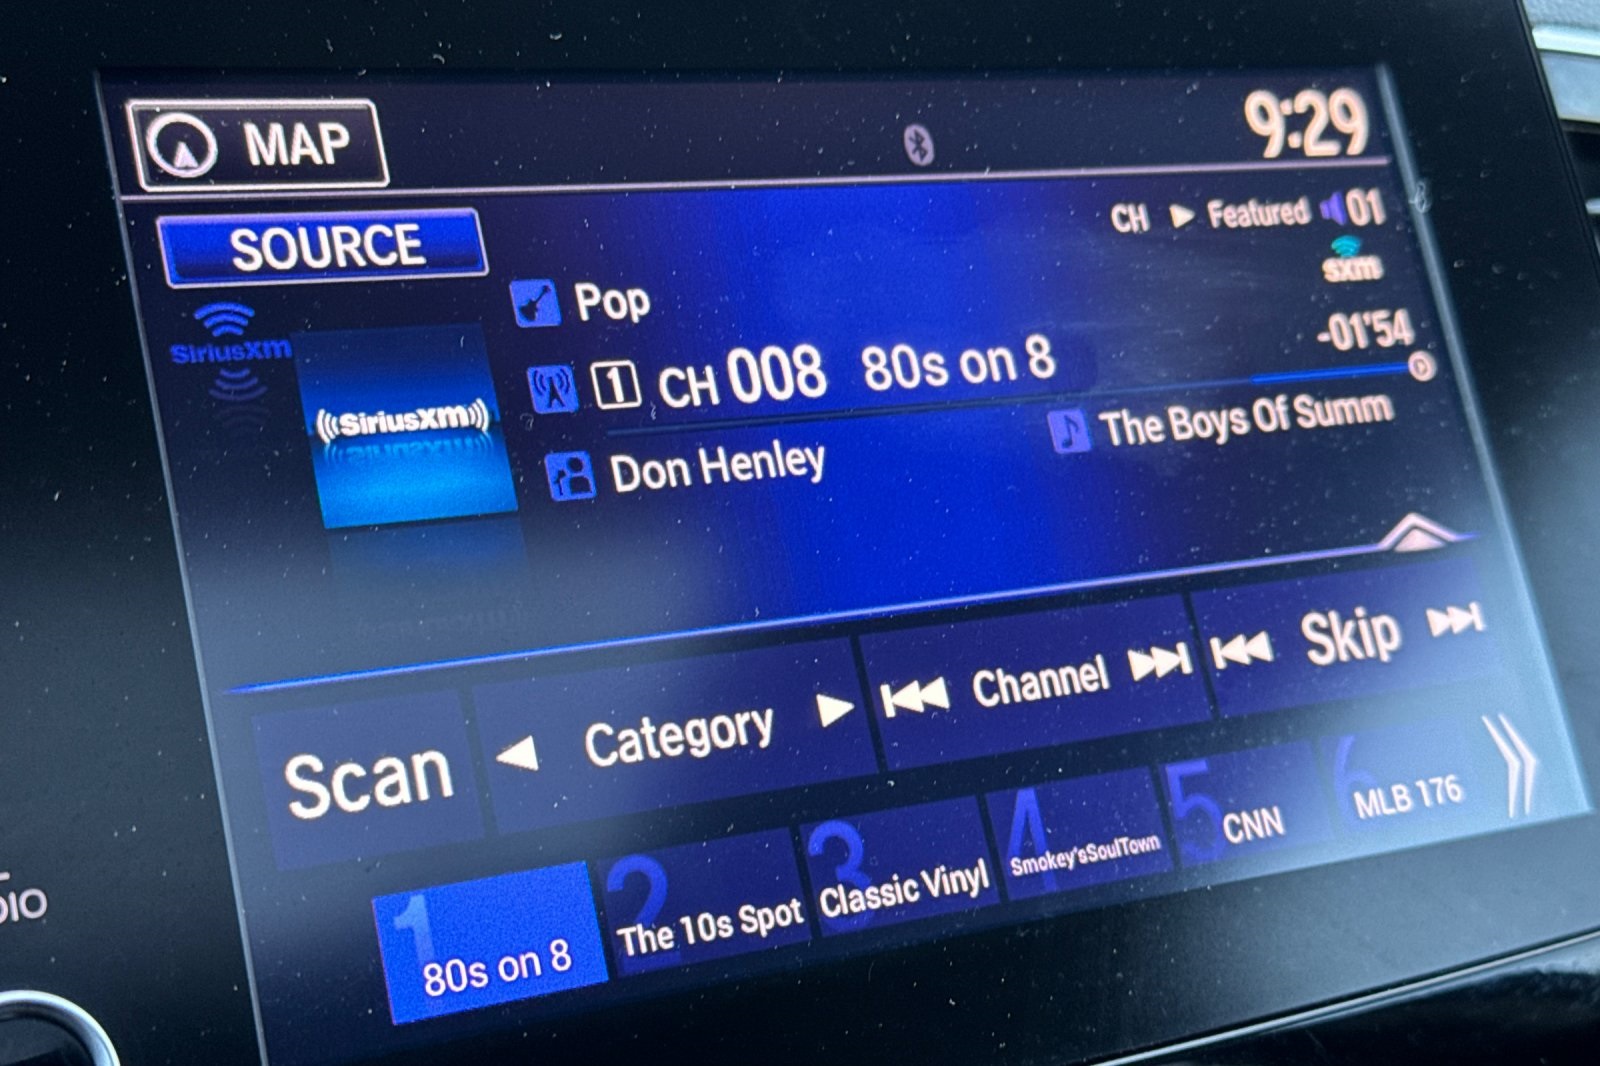 MAP
9:29
SOURCE
CH Featured 01
sxm
SiriusXM
Pop
-01'54
((SiriusXM))
1 CH 008 80s on 8
Don Henley
The Boys Of Summ
Scan
Category
Channel
Skip
1 80s on 8
2 The 10s Spot
3 Classic Vinyl
4 Smokey'sSoulTown
5 CNN
6 MLB 176